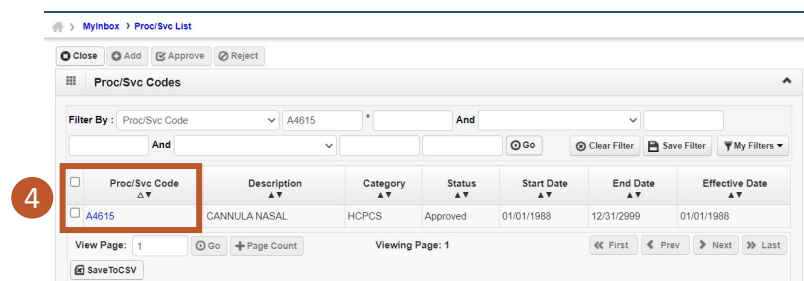 MyInbox > Proc/Svc List
Close Add Approve Reject
Proc/Svc Codes
Filter By : Proc/Svc Code A4615 * And
And Go Clear Filter Save Filter My Filters
Proc/Svc Code Description Category Status Start Date End Date Effective Date
4
A4615 CANNULA NASAL HCPCS Approved 01/01/1988 12/31/2999 01/01/1988
View Page: 1 Go Page Count Viewing Page: 1 First Prev Next Last
SaveToCSV